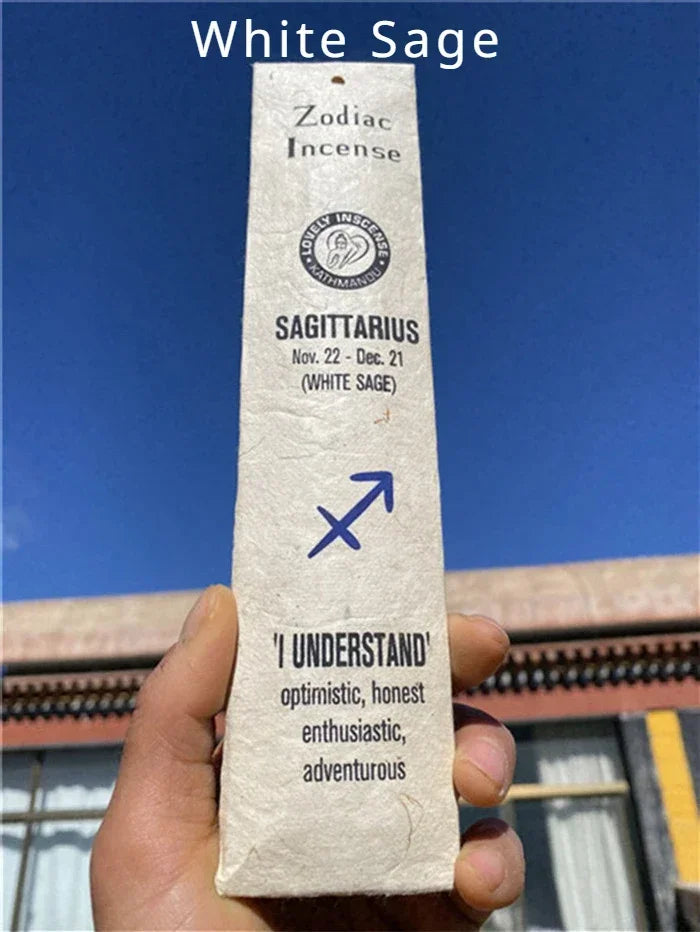 White Sage
Zodiac
Incense
LOVELY INSCENSE
KATHMANDU
SAGITTARIUS
Nov. 22 - Dec. 21
(WHITE SAGE)
'I UNDERSTAND'
optimistic, honest
enthusiastic,
adventurous